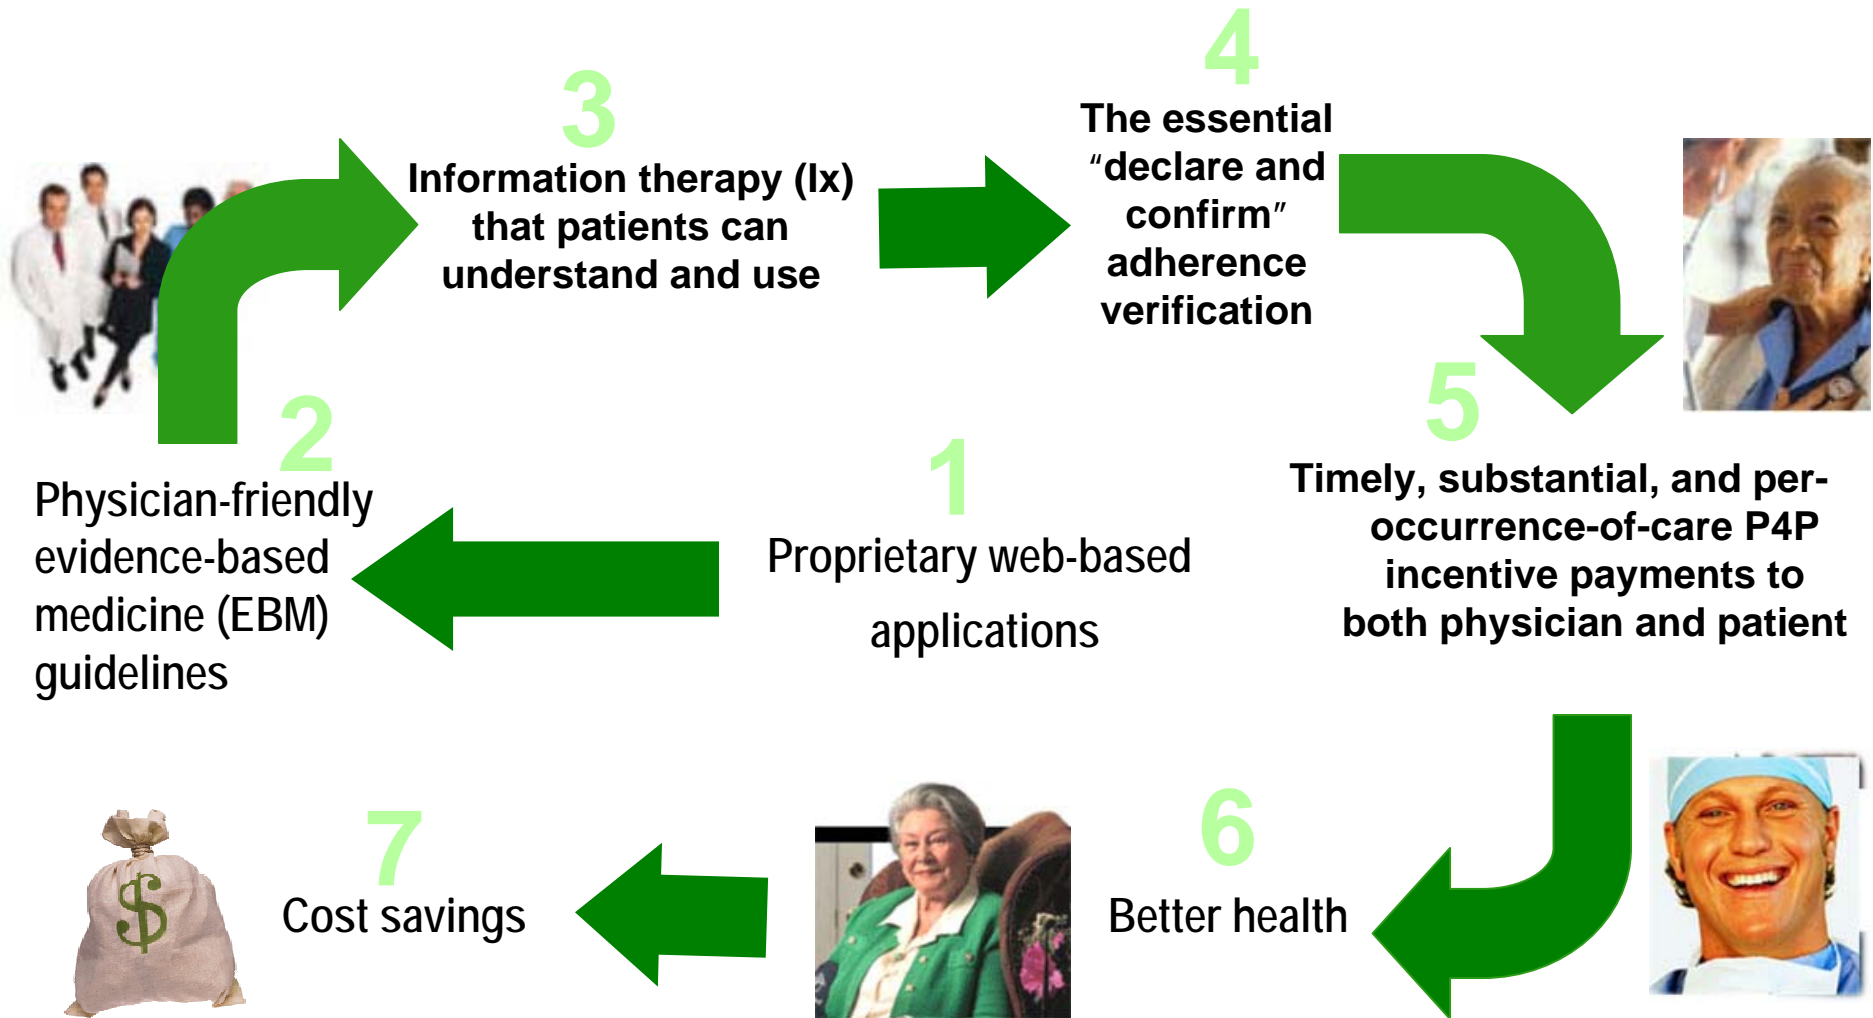 1
Proprietary web-based
applications
2
Physician-friendly
evidence-based
medicine (EBM)
guidelines
3
Information therapy (Ix)
that patients can
understand and use
4
The essential
“declare and
confirm”
adherence
verification
5
Timely, substantial, and per-
occurrence-of-care P4P
incentive payments to
both physician and patient
6
Better health
7
Cost savings
$